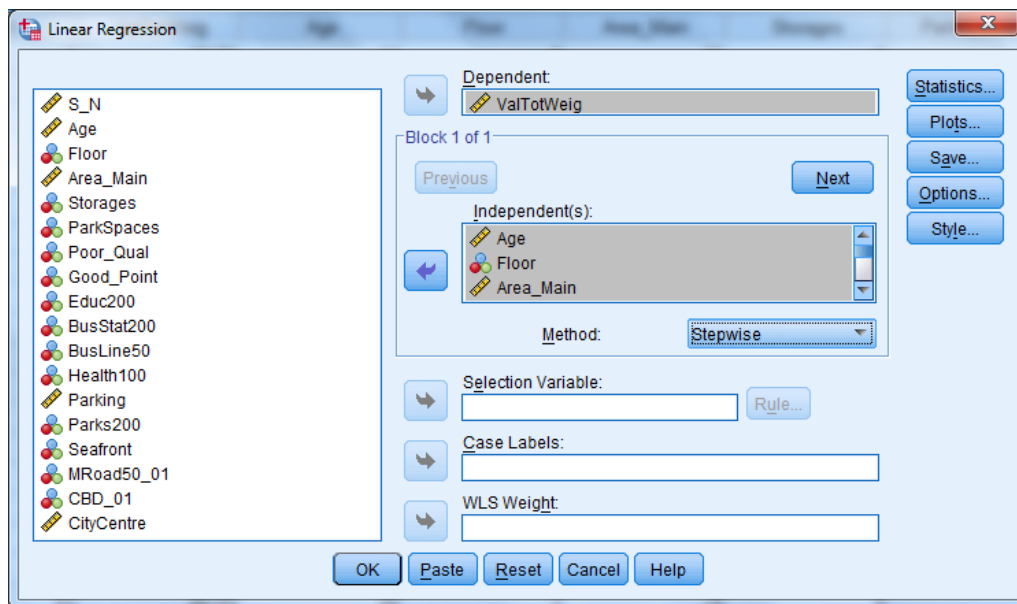 Linear Regression
S_N
Age
Floor
Area_Main
Storages
ParkSpaces
Poor_Qual
Good_Point
Educ200
BusStat200
BusLine50
Health100
Parking
Parks200
Seafront
MRoad50_01
CBD_01
CityCentre
Dependent:
ValTotWeig
Block 1 of 1
Previous
Next
Independent(s):
Age
Floor
Area_Main
Method:
Stepwise
Selection Variable:
Rule...
Case Labels:
WLS Weight:
Statistics...
Plots...
Save...
Options...
Style...
OK
Paste
Reset
Cancel
Help